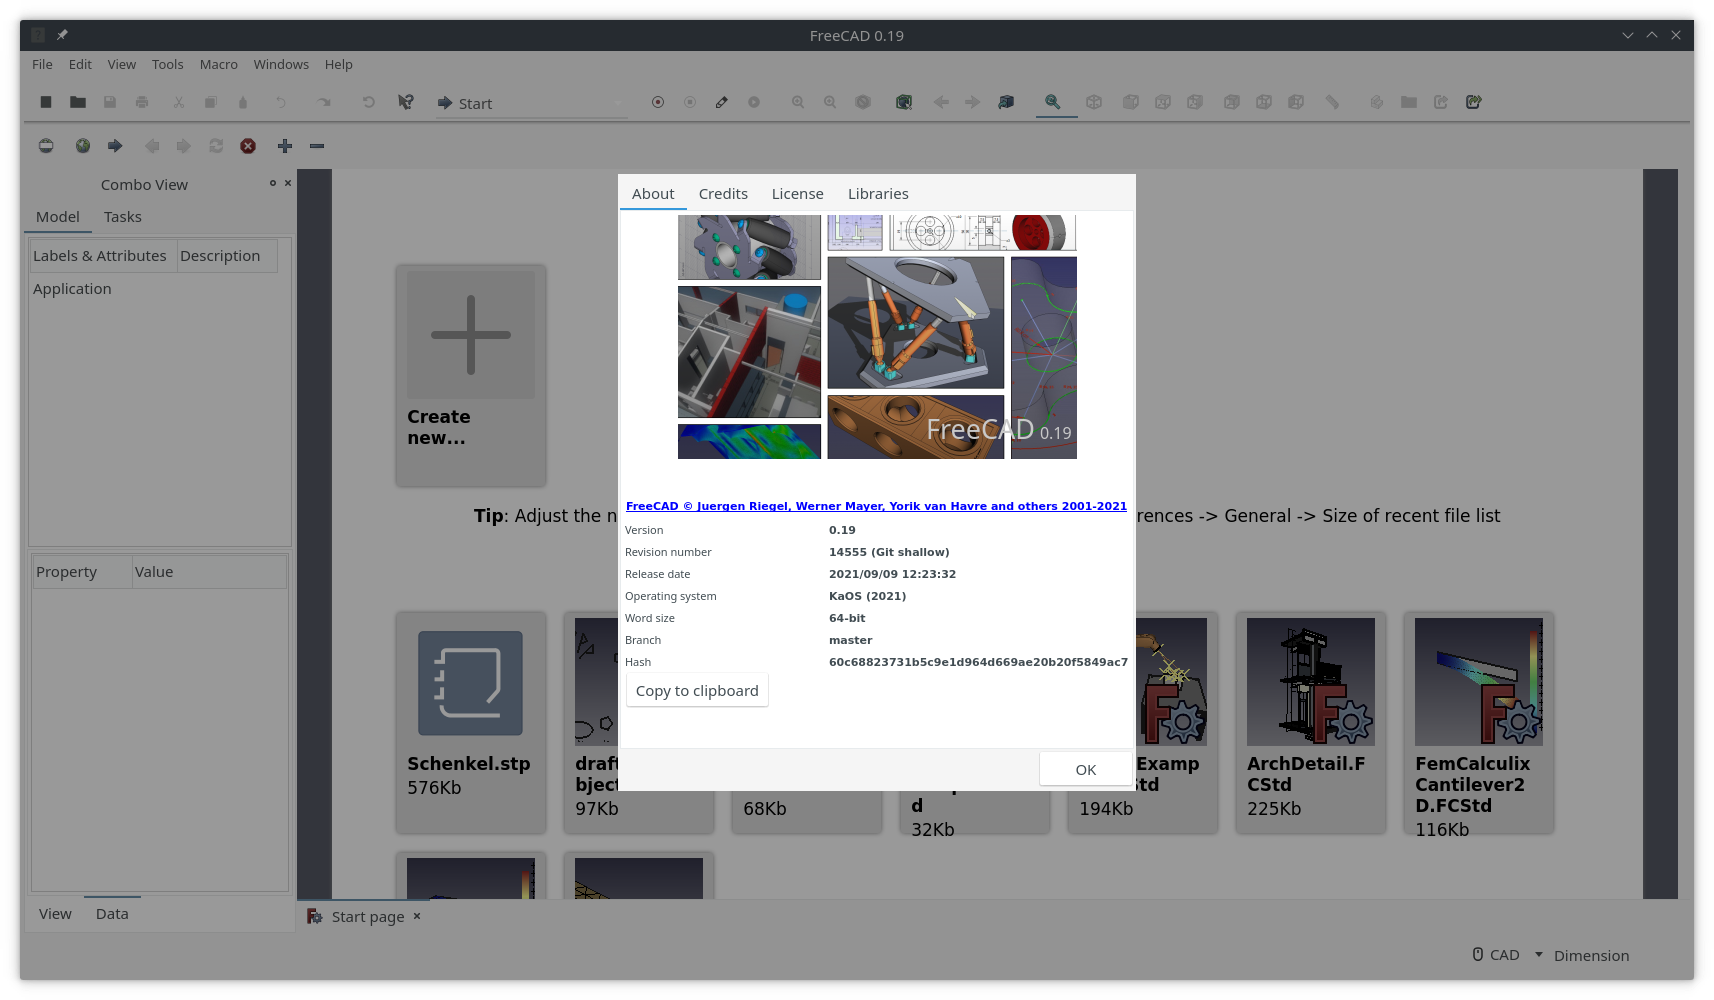 FreeCAD 0.19
File Edit View Tools Macro Windows Help
Start
Combo View
Model Tasks
Labels & Attributes Description
Application
Property Value
View Data
Create
new...
Tip: Adjust the n
rences -> General -> Size of recent file list
Schenkel.stp
576Kb
draft
bject
97Kb
68Kb
d
32Kb
Examp
td
194Kb
ArchDetail.F
CStd
225Kb
FemCalculix
Cantilever2
D.FCStd
116Kb
About Credits License Libraries
FreeCAD 0.19
FreeCAD © Juergen Riegel, Werner Mayer, Yorik van Havre and others 2001-2021
Version 0.19
Revision number 14555 (Git shallow)
Release date 2021/09/09 12:23:32
Operating system KaOS (2021)
Word size 64-bit
Branch master
Hash 60c68823731b5c9e1d964d669ae20b20f5849ac7
Copy to clipboard
OK
Start page
CAD Dimension